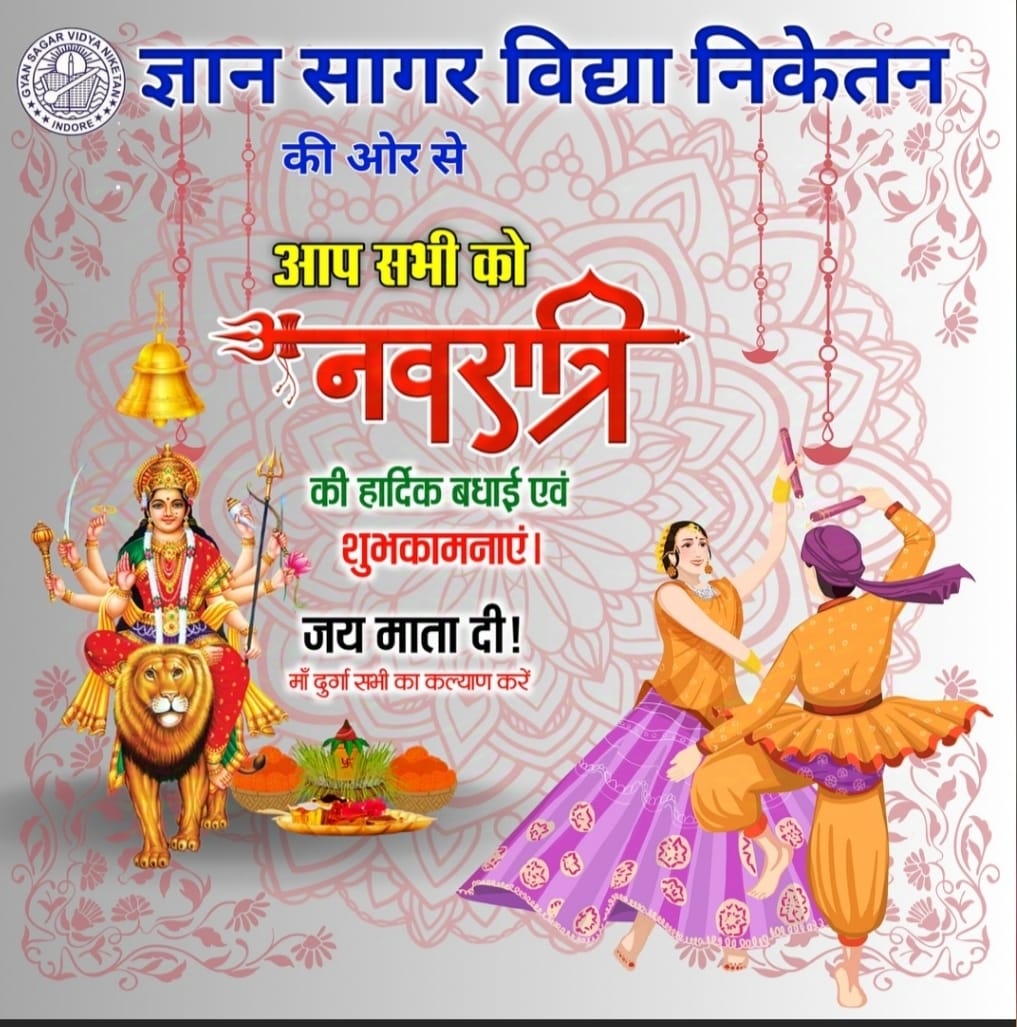 GYAN SAGAR VIDYA NIKETAN
INDORE
ज्ञान सागर विद्या निकेतन
की ओर से
आप सभी को
नवरात्रि
की हार्दिक बधाई एवं
शुभकामनाएं।
जय माता दी!
माँ दुर्गा सभी का कल्याण करें